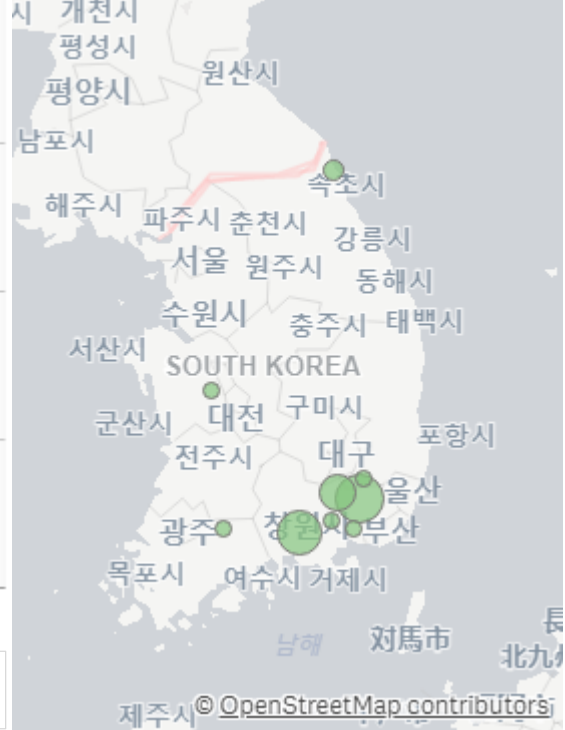 시 개천시
평성시
원산시
평양시
남포시
속초시
해주시
파주시 춘천시
강릉시
서울 원주시
동해시
수원시
충주시 태백시
서산시
SOUTH KOREA
구미시
군산시 대전
포항시
대구
전주시
울산
창원시
광주 부산
목포시 여수시 거제시
남해 対馬市
長
北九州
제주시
© OpenStreetMap contributors